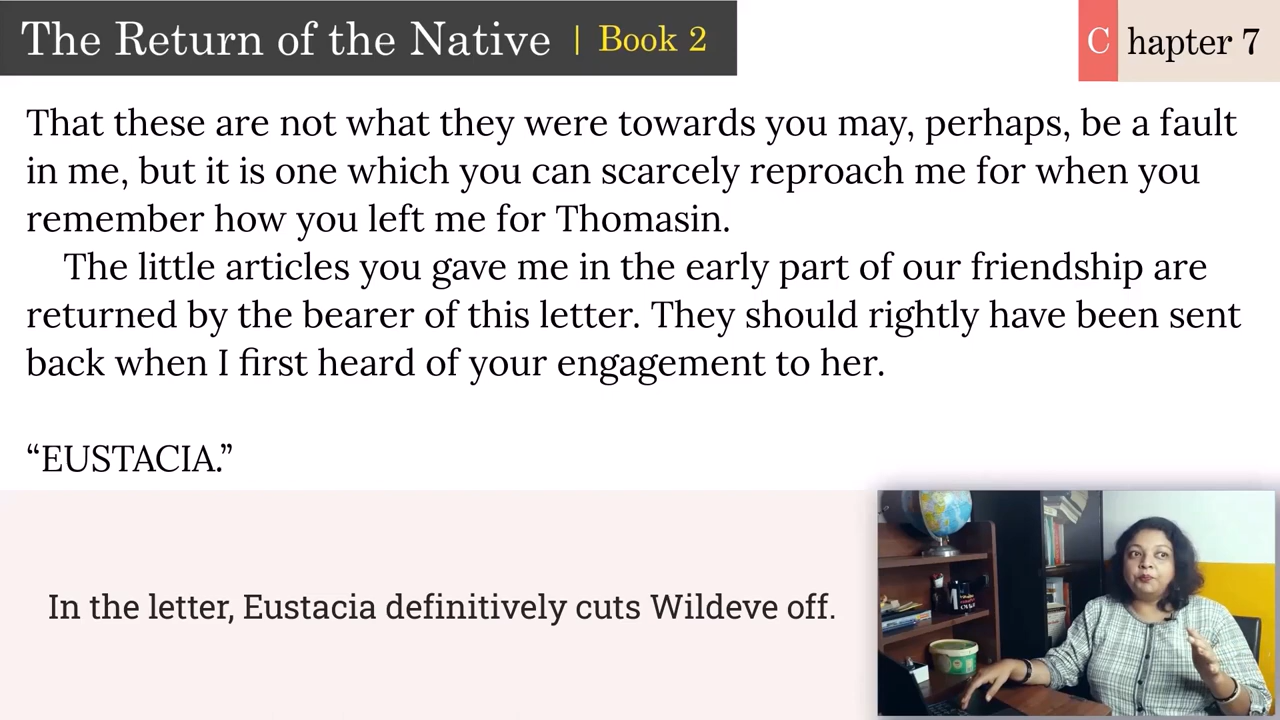 The Return of the Native | Book 2
Chapter 7
That these are not what they were towards you may, perhaps, be a fault
in me, but it is one which you can scarcely reproach me for when you
remember how you left me for Thomasin.
The little articles you gave me in the early part of our friendship are
returned by the bearer of this letter. They should rightly have been sent
back when I first heard of your engagement to her.
“EUSTACIA.”
In the letter, Eustacia definitively cuts Wildeve off.